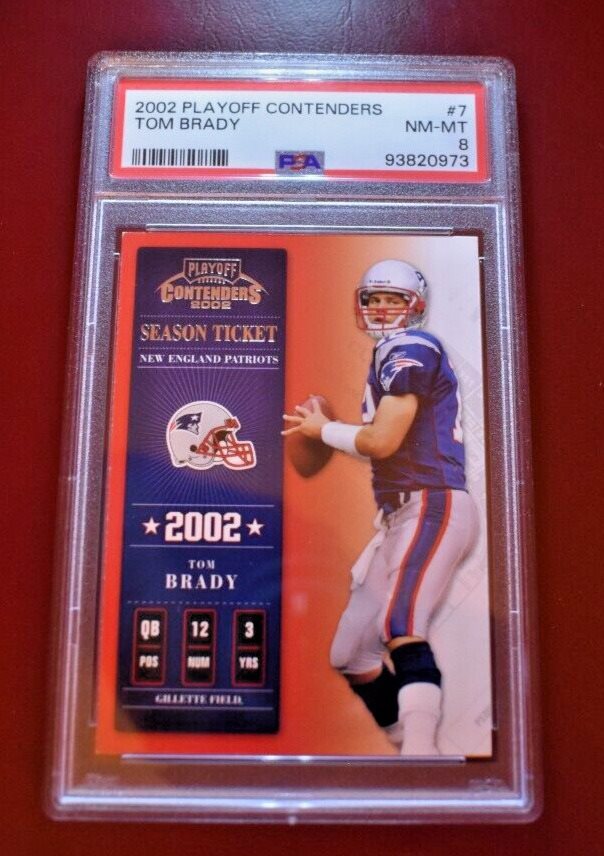 2002 PLAYOFF CONTENDERS #7
TOM BRADY NM-MT
8
PSA 93820973
PLAYOFF
CONTENDERS
2002
SEASON TICKET
NEW ENGLAND PATRIOTS
2002
TOM
BRADY
QB 12 3
POS NUM YRS
GILLETTE FIELD.